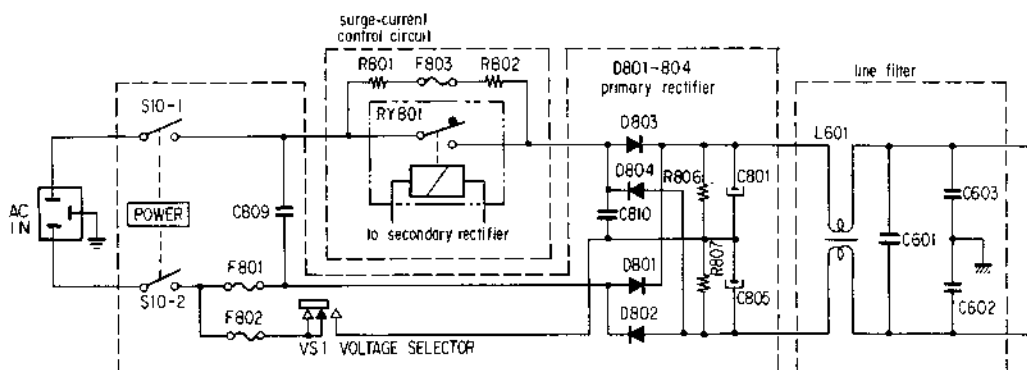 surge-current
control circuit
R801 F803 R802
D801-804
primary rectifier
line filter
S10-1
RY801
D803
L601
D804
R806
C801
AC
IN
POWER
C809
to secondary rectifier
C810
C603
C601
R807
S10-2
F801
D801
C805
C602
F802
D802
VS1 VOLTAGE SELECTOR